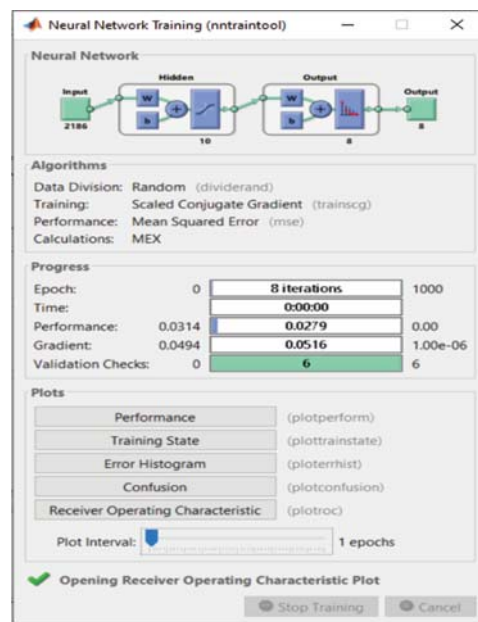 Neural Network Training (nntraintool)
Neural Network
Hidden Output
Input Output
W W
b b
2186 10 8 8
Algorithms
Data Division: Random (dividerand)
Training: Scaled Conjugate Gradient (trainscg)
Performance: Mean Squared Error (mse)
Calculations: MEX
Progress
Epoch: 0 8 iterations 1000
Time: 0:00:00
Performance: 0.0314 0.0279 0.00
Gradient: 0.0494 0.0516 1.00e-06
Validation Checks: 0 6 6
Plots
Performance (plotperform)
Training State (plottrainstate)
Error Histogram (ploterrhist)
Confusion (plotconfusion)
Receiver Operating Characteristic (plotroc)
Plot Interval: 1 epochs
Opening Receiver Operating Characteristic Plot
Stop Training Cancel